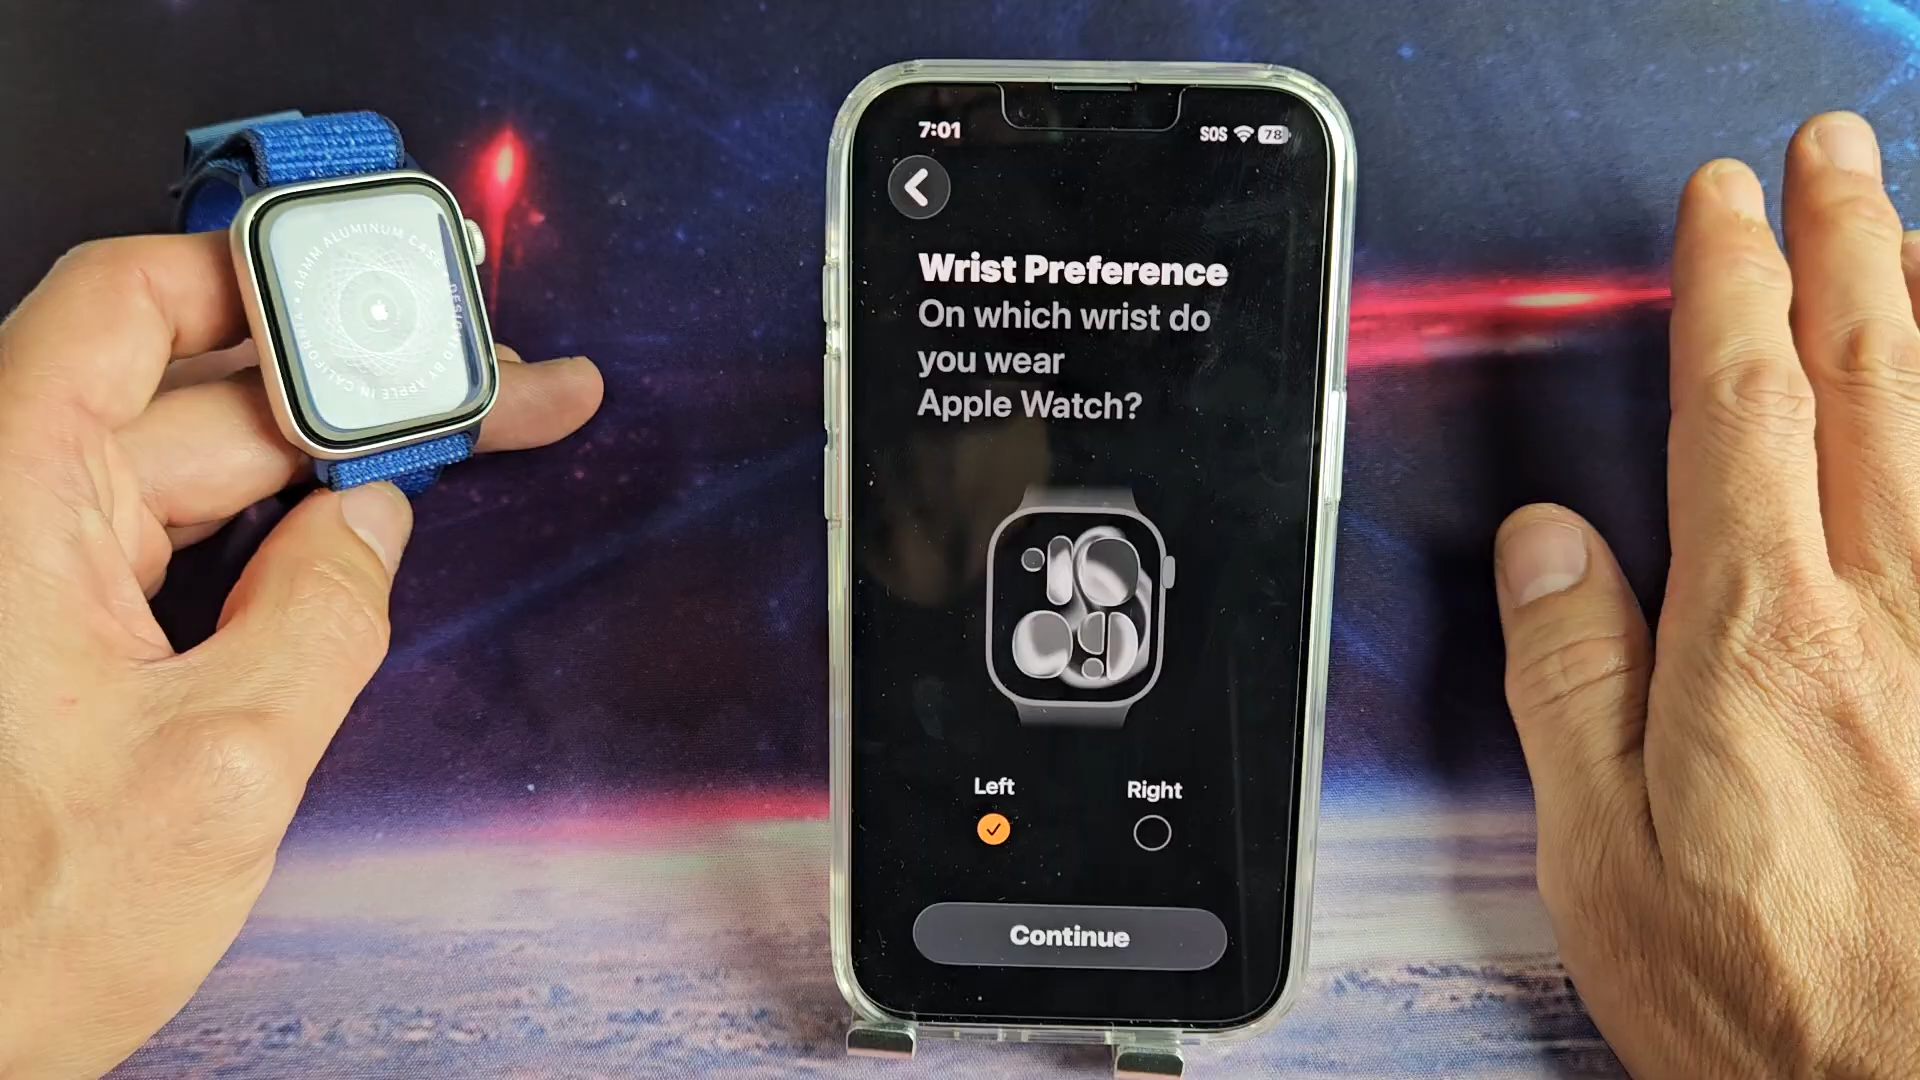 44MM ALUMINUM CASE • DESIGNED BY APPLE IN CALIFORNIA •
7:01
SOS 78
Wrist Preference
On which wrist do
you wear
Apple Watch?
Left
Right
Continue